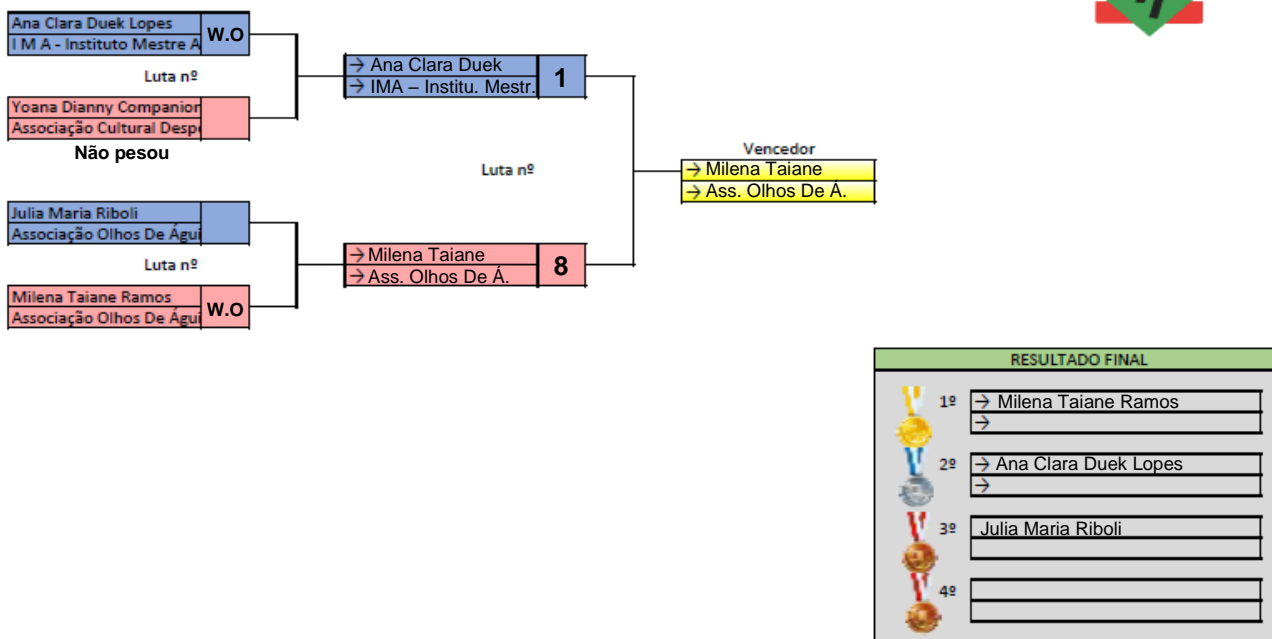 Ana Clara Duek Lopes
W.O
I M A - Instituto Mestre A
Luta nº
→ Ana Clara Duek
→ IMA – Institu. Mestr.
1
Yoana Dianny Companion
Associação Cultural Despo
Não pesou
Luta nº
Vencedor
→ Milena Taiane
→ Ass. Olhos De Á.
Julia Maria Riboli
Associação Olhos De Águi
Luta nº
→ Milena Taiane
→ Ass. Olhos De Á.
8
Milena Taiane Ramos
W.O
Associação Olhos De Águi
RESULTADO FINAL
1º → Milena Taiane Ramos
→
2º → Ana Clara Duek Lopes
→
3º Julia Maria Riboli
4º